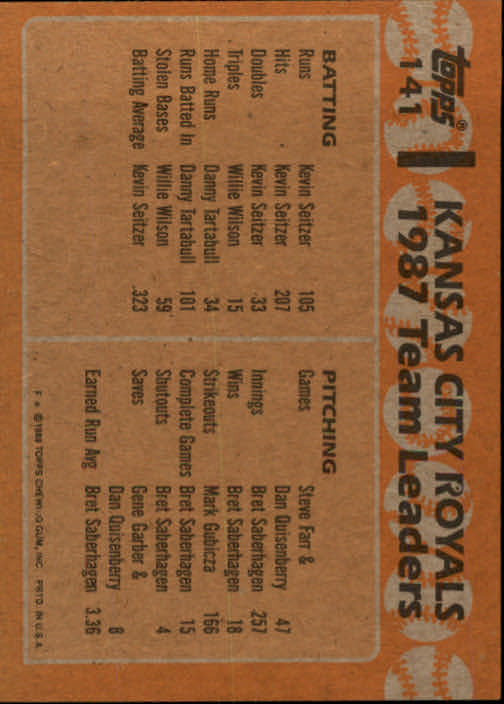 topps®
141
KANSAS CITY ROYALS
1987 Team Leaders
BATTING
Runs Kevin Seitzer 105
Hits Kevin Seitzer 207
Doubles Kevin Seitzer 33
Triples Willie Wilson 15
Home Runs Danny Tartabull 34
Runs Batted In Danny Tartabull 101
Stolen Bases Willie Wilson 59
Batting Average Kevin Seitzer .323
PITCHING
Games Steve Farr &
Dan Quisenberry 47
Innings Bret Saberhagen 257
Wins Bret Saberhagen 18
Strikeouts Mark Gubicza 166
Complete Games Bret Saberhagen 15
Shutouts Bret Saberhagen 4
Saves Gene Garber &
Dan Quisenberry 8
Earned Run Avg Bret Saberhagen 3.36
F * © 1988 TOPPS CHEWING GUM, INC. PRTD. IN U.S.A.